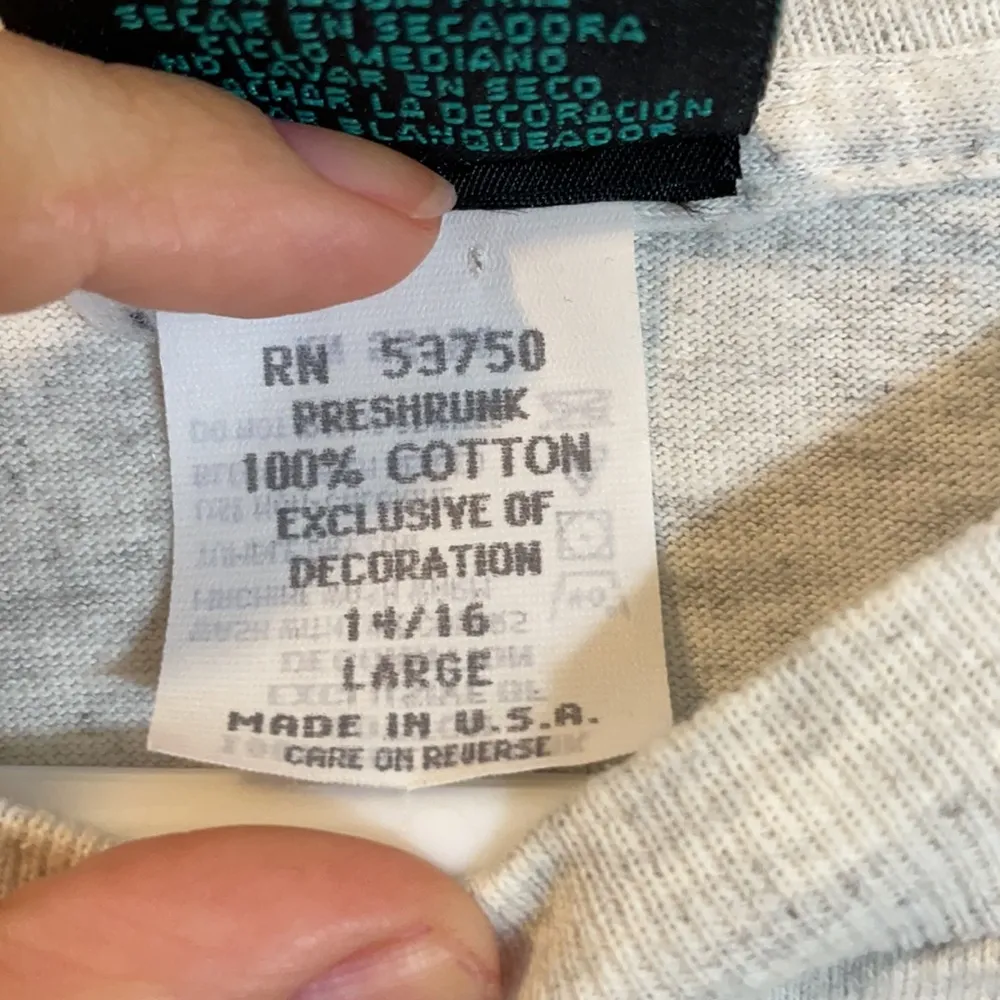 SECAR EN SECADORA
CICLO MEDIANO
NO LAVAR EN SECO
LA DECORACIÓN
BLANQUEADOR
RN 53750
PRESHRUNK
100% COTTON
EXCLUSIVE OF
DECORATION
14/16
LARGE
MADE IN U.S.A.
CARE ON REVERSE